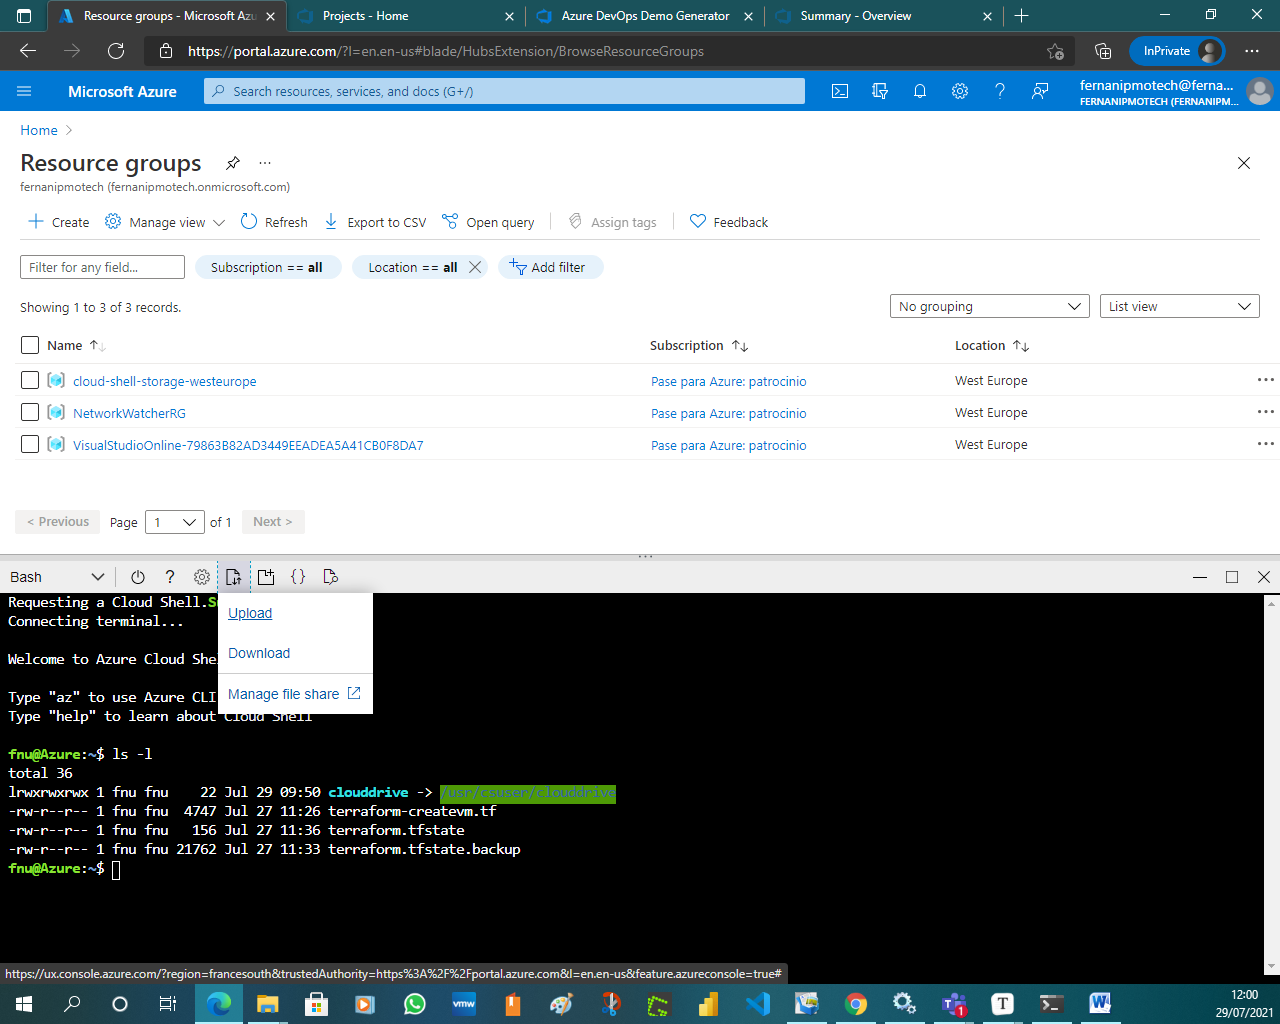 Resource groups - Microsoft Azu
Projects - Home
Azure DevOps Demo Generator
Summary - Overview
https://portal.azure.com/?l=en.en-us#blade/HubsExtension/BrowseResourceGroups
InPrivate
Microsoft Azure
Search resources, services, and docs (G+/)
fernanipmotech@ferna...
FERNANIPMOTECH (FERNANIPM...
Home
Resource groups
fernanipmotech (fernanipmotech.onmicrosoft.com)
Create
Manage view
Refresh
Export to CSV
Open query
Assign tags
Feedback
Filter for any field...
Subscription == all
Location == all
Add filter
Showing 1 to 3 of 3 records.
No grouping
List view
Name
Subscription
Location
cloud-shell-storage-westeurope
Pase para Azure: patrocinio
West Europe
NetworkWatcherRG
Pase para Azure: patrocinio
West Europe
VisualStudioOnline-79863B82AD3449EEADEA5A41CB0F8DA7
Pase para Azure: patrocinio
West Europe
< Previous
Page
1
of 1
Next >
Bash
Requesting a Cloud Shell.
Connecting terminal...
Welcome to Azure Cloud She
Type "az" to use Azure CLI
Type "help" to learn about Cloud Shell
Upload
Download
Manage file share
fnu@Azure:~$ ls -l
total 36
lrwxrwxrwx 1 fnu fnu    22 Jul 29 09:50 clouddrive -> /usr/csuser/clouddrive
-rw-r--r-- 1 fnu fnu  4747 Jul 27 11:26 terraform-createvm.tf
-rw-r--r-- 1 fnu fnu   156 Jul 27 11:36 terraform.tfstate
-rw-r--r-- 1 fnu fnu 21762 Jul 27 11:33 terraform.tfstate.backup
fnu@Azure:~$
https://ux.console.azure.com/?region=francesouth&trustedAuthority=https%3A%2F%2Fportal.azure.com&l=en.en-us&feature.azureconsole=true#
vmw
1
T
12:00
29/07/2021